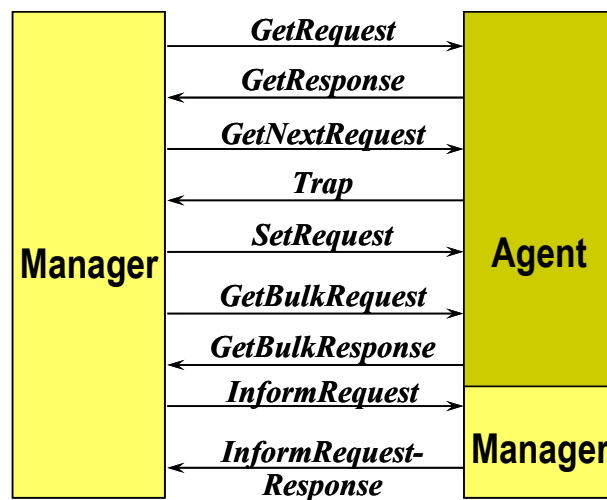 GetRequest
GetResponse
GetNextRequest
Trap
SetRequest
Manager
Agent
GetBulkRequest
GetBulkResponse
InformRequest
Manager
InformRequest-
Response